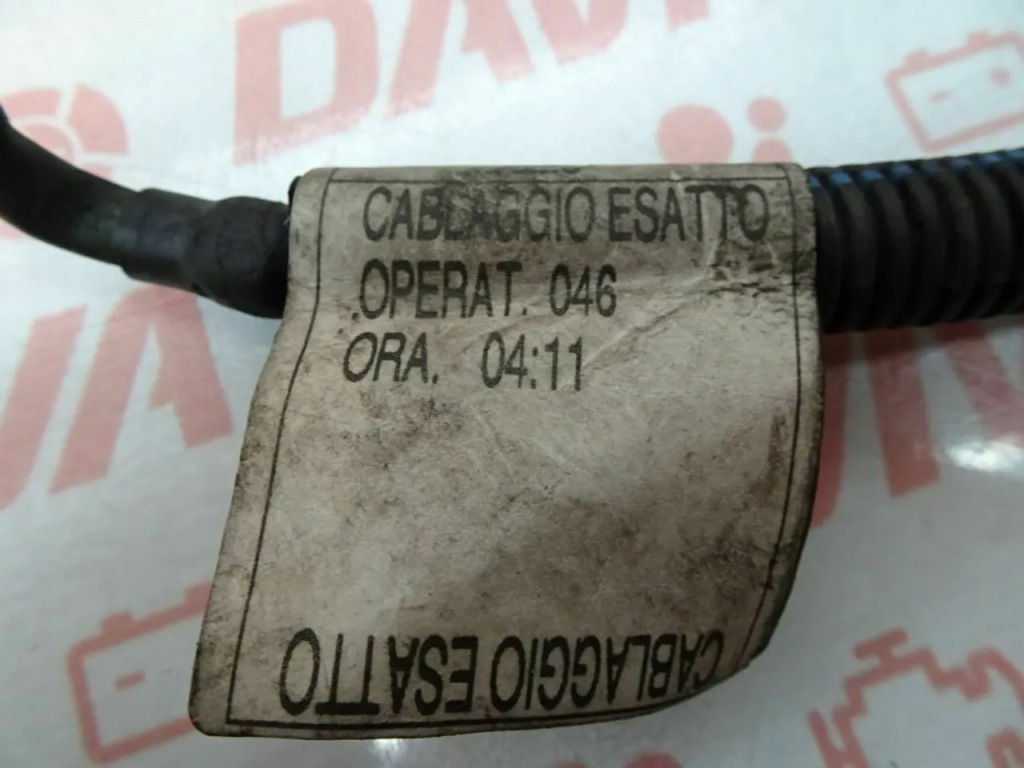 CABLAGGIO ESATTO
OPERAT. 046
ORA. 04:11
CABLAGGIO ESATTO